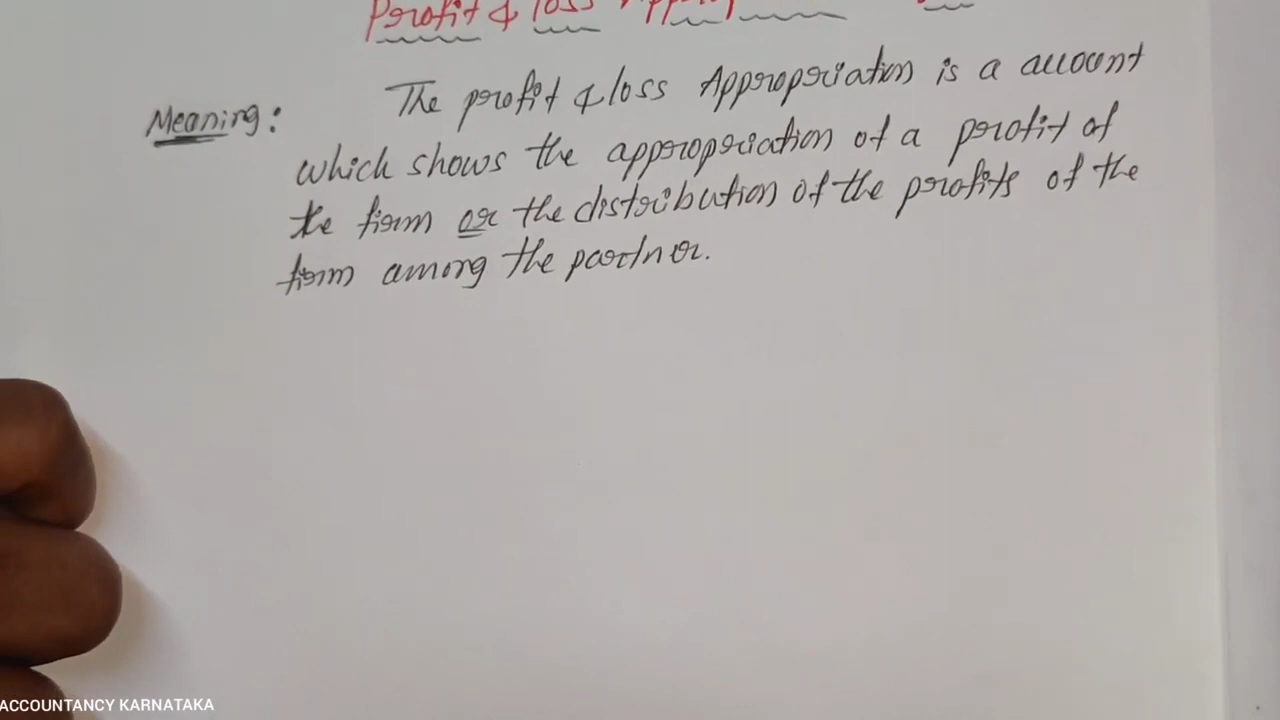 Profit & loss
Meaning: The profit & loss Appropriation is a account
which shows the appropriation of a profit of
the firm or the distribution of the profits of the
firm among the partner.
ACCOUNTANCY KARNATAKA